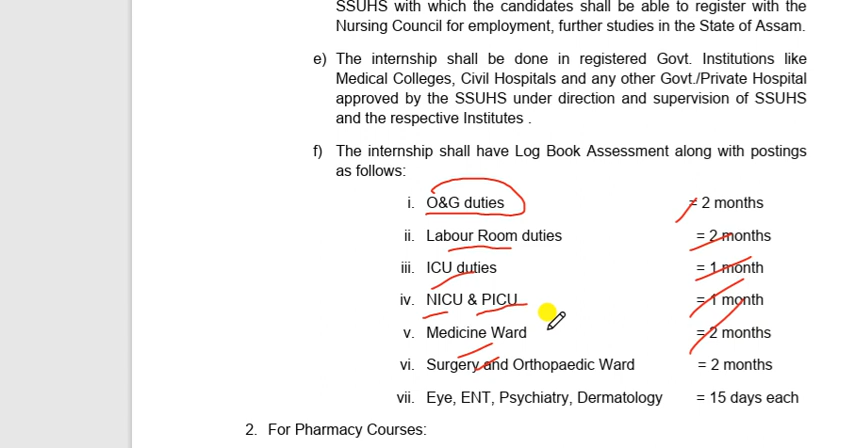 SSUHS with which the candidates shall be able to register with the
Nursing Council for employment, further studies in the State of Assam.
e) The internship shall be done in registered Govt. Institutions like
Medical Colleges, Civil Hospitals and any other Govt./Private Hospital
approved by the SSUHS under direction and supervision of SSUHS
and the respective Institutes .
f) The internship shall have Log Book Assessment along with postings
as follows:
i. O&G duties = 2 months
ii. Labour Room duties = 2 months
iii. ICU duties = 1 month
iv. NICU & PICU = 1 month
v. Medicine Ward = 2 months
vi. Surgery and Orthopaedic Ward = 2 months
vii. Eye, ENT, Psychiatry, Dermatology = 15 days each
2. For Pharmacy Courses: